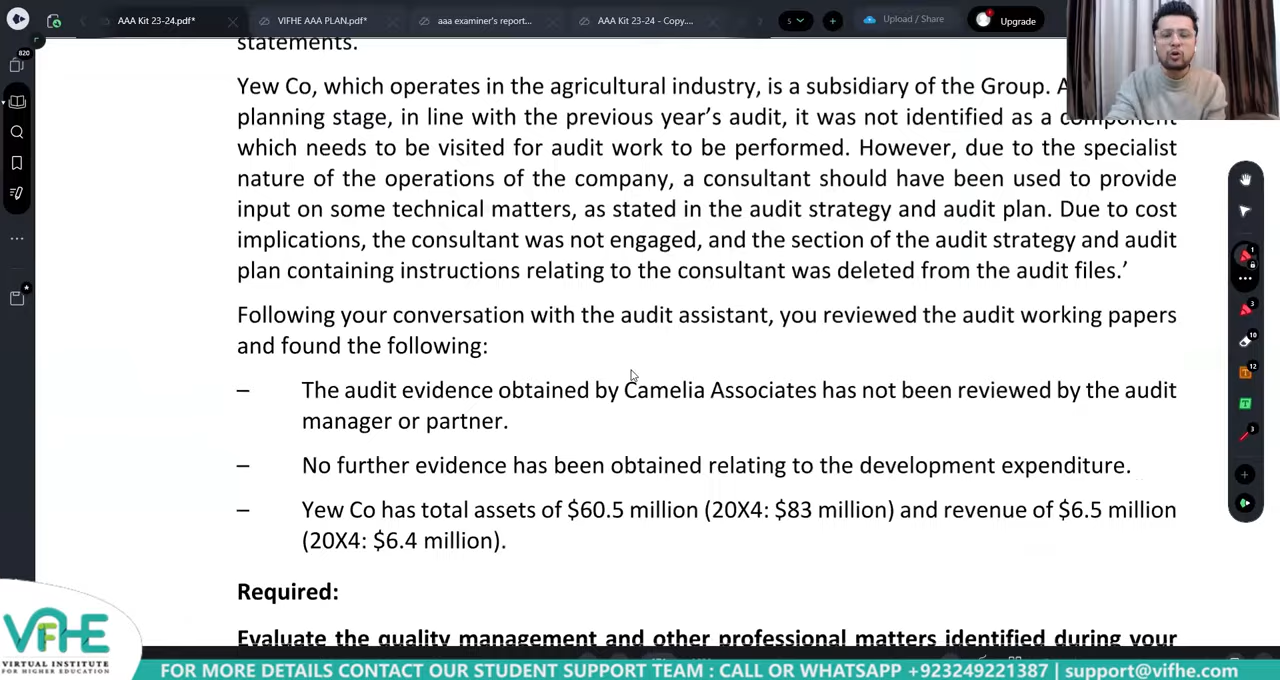 AAA Kit 23-24.pdf*
VIFHE AAA PLAN.pdf*
aaa examiner's report...
AAA Kit 23-24 - Copy....
5
Upload / Share
Upgrade
820
statements.
Yew Co, which operates in the agricultural industry, is a subsidiary of the Group. A
planning stage, in line with the previous year's audit, it was not identified as a component
which needs to be visited for audit work to be performed. However, due to the specialist
nature of the operations of the company, a consultant should have been used to provide
input on some technical matters, as stated in the audit strategy and audit plan. Due to cost
implications, the consultant was not engaged, and the section of the audit strategy and audit
plan containing instructions relating to the consultant was deleted from the audit files.'
Following your conversation with the audit assistant, you reviewed the audit working papers
and found the following:
– The audit evidence obtained by Camelia Associates has not been reviewed by the audit
manager or partner.
– No further evidence has been obtained relating to the development expenditure.
– Yew Co has total assets of $60.5 million (20X4: $83 million) and revenue of $6.5 million
(20X4: $6.4 million).
Required:
Evaluate the quality management and other professional matters identified during your
1
3
10
12
3
VIFHE
VIRTUAL INSTITUTE
FOR HIGHER EDUCATION
FOR MORE DETAILS CONTACT OUR STUDENT SUPPORT TEAM : CALL OR WHATSAPP +923249221387 | support@vifhe.com